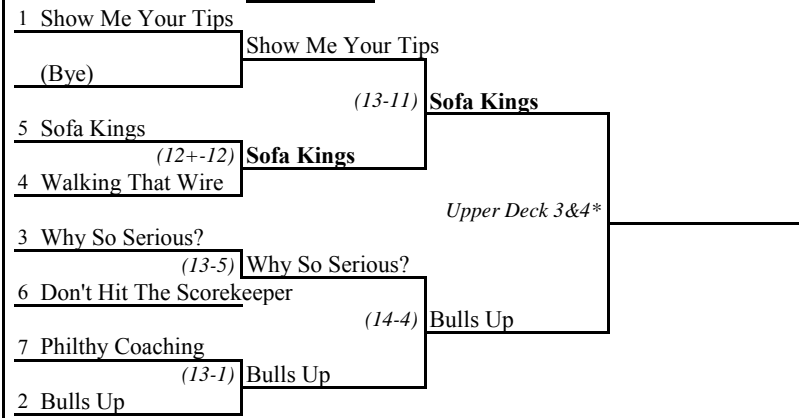 1 Show Me Your Tips
Show Me Your Tips
(Bye)
(13-11) Sofa Kings
5 Sofa Kings
(12+-12) Sofa Kings
4 Walking That Wire
Upper Deck 3&4*
3 Why So Serious?
(13-5) Why So Serious?
6 Don't Hit The Scorekeeper
(14-4) Bulls Up
7 Philthy Coaching
(13-1) Bulls Up
2 Bulls Up